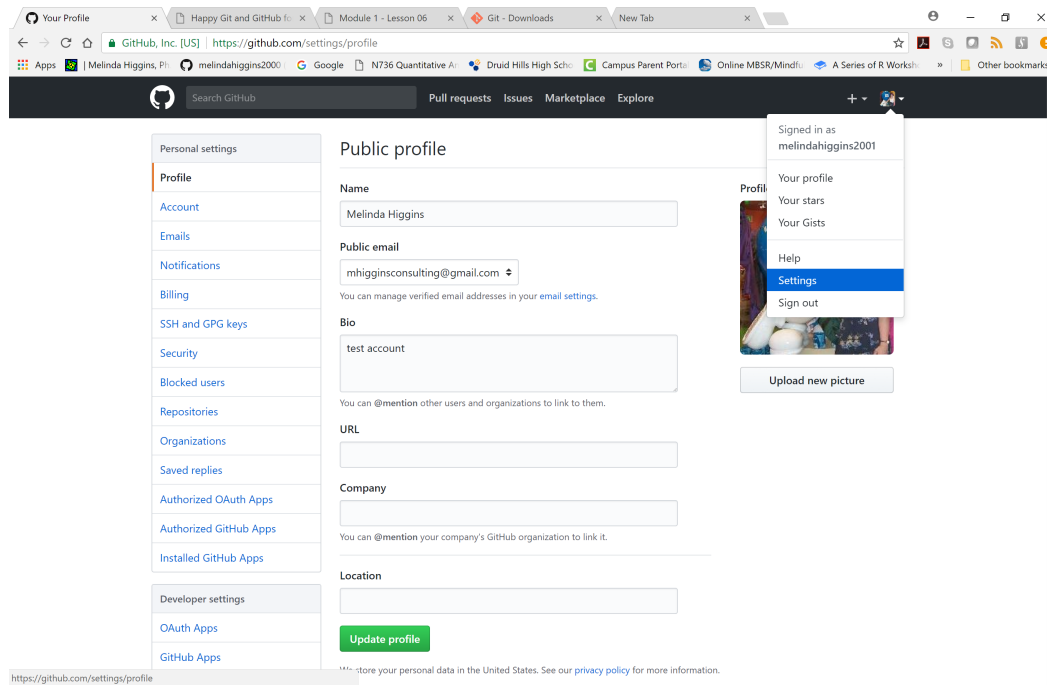 Your Profile
Happy Git and GitHub fo
Module 1 - Lesson 06
Git - Downloads
New Tab
GitHub, Inc. [US] | https://github.com/settings/profile
Apps
| Melinda Higgins, Ph
melindahiggins2000
Google
N736 Quantitative An
Druid Hills High Scho
Campus Parent Portal
Online MBSR/Mindfu
A Series of R Worksh
»
Other bookmarks
Search GitHub
Pull requests Issues Marketplace Explore
Signed in as
melindahiggins2001
Your profile
Your stars
Your Gists
Help
Settings
Sign out
Personal settings
Profile
Account
Emails
Notifications
Billing
SSH and GPG keys
Security
Blocked users
Repositories
Organizations
Saved replies
Authorized OAuth Apps
Authorized GitHub Apps
Installed GitHub Apps
Developer settings
OAuth Apps
GitHub Apps
Public profile
Name
Melinda Higgins
Public email
mhigginsconsulting@gmail.com
You can manage verified email addresses in your email settings.
Bio
test account
You can @mention other users and organizations to link to them.
URL
Company
You can @mention your company's GitHub organization to link it.
Location
Update profile
We store your personal data in the United States. See our privacy policy for more information.
Profil
Upload new picture
https://github.com/settings/profile